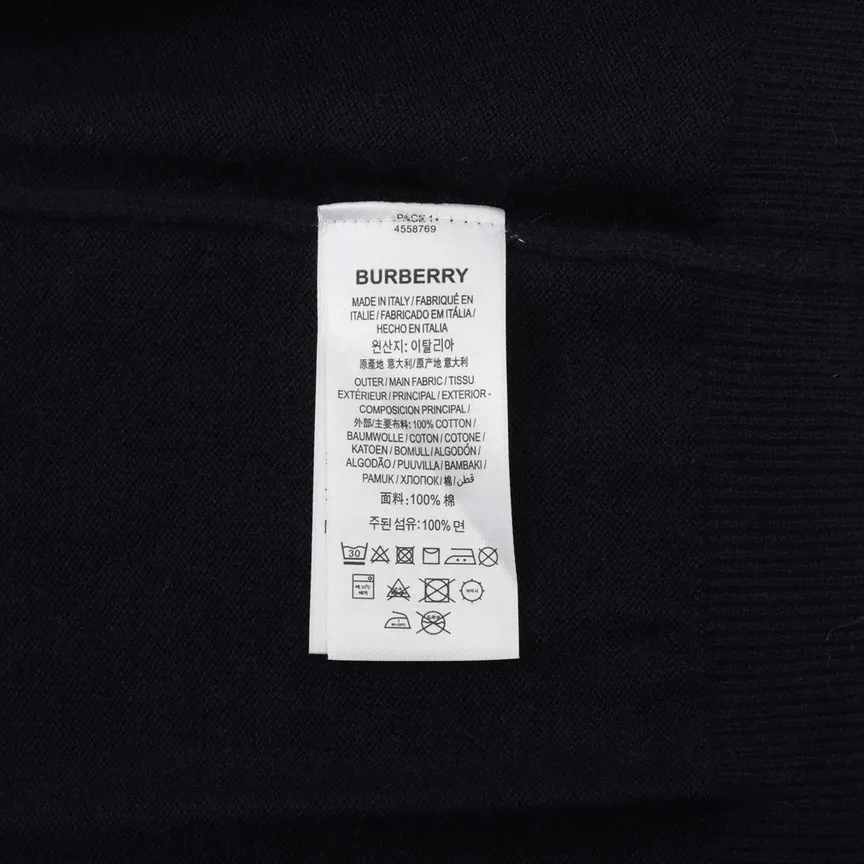 PAGE 1
4558769
BURBERRY
MADE IN ITALY / FABRIQUÉ EN
ITALIE / FABRICADO EM ITÁLIA /
HECHO EN ITALIA
원산지: 이탈리아
原產地 意大利/原产地 意大利
OUTER / MAIN FABRIC / TISSU
EXTÉRIEUR / PRINCIPAL / EXTERIOR -
COMPOSICION PRINCIPAL /
外部/主要布料: 100% COTTON /
BAUMWOLLE / COTON / COTONE /
KATOEN / BOMULL / ALGODÓN /
ALGODÃO / PUUVILLA / BAMBAKI /
PAMUK / ХЛОПОК / 棉 / قطن
面料: 100% 棉
주된 섬유: 100% 면
30